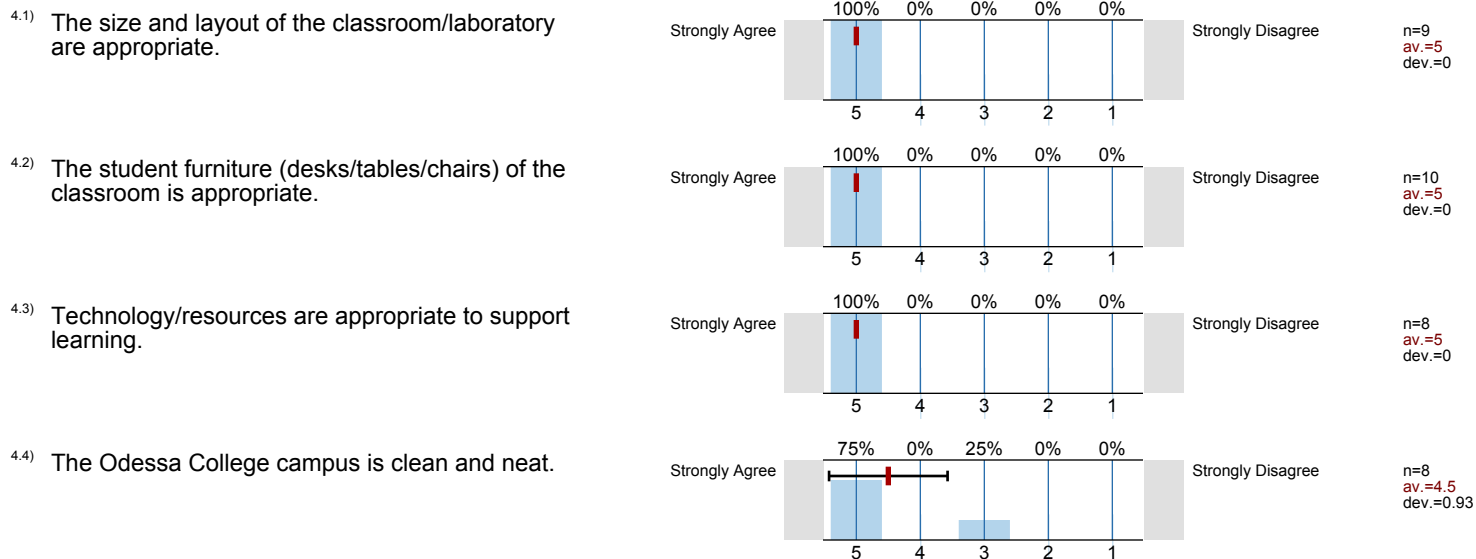 4.1) The size and layout of the classroom/laboratory
are appropriate.
100% 0% 0% 0% 0%
Strongly Agree
Strongly Disagree
n=9
av.=5
dev.=0
5 4 3 2 1
4.2) The student furniture (desks/tables/chairs) of the
classroom is appropriate.
100% 0% 0% 0% 0%
Strongly Agree
Strongly Disagree
n=10
av.=5
dev.=0
5 4 3 2 1
4.3) Technology/resources are appropriate to support
learning.
100% 0% 0% 0% 0%
Strongly Agree
Strongly Disagree
n=8
av.=5
dev.=0
5 4 3 2 1
4.4) The Odessa College campus is clean and neat.
75% 0% 25% 0% 0%
Strongly Agree
Strongly Disagree
n=8
av.=4.5
dev.=0.93
5 4 3 2 1